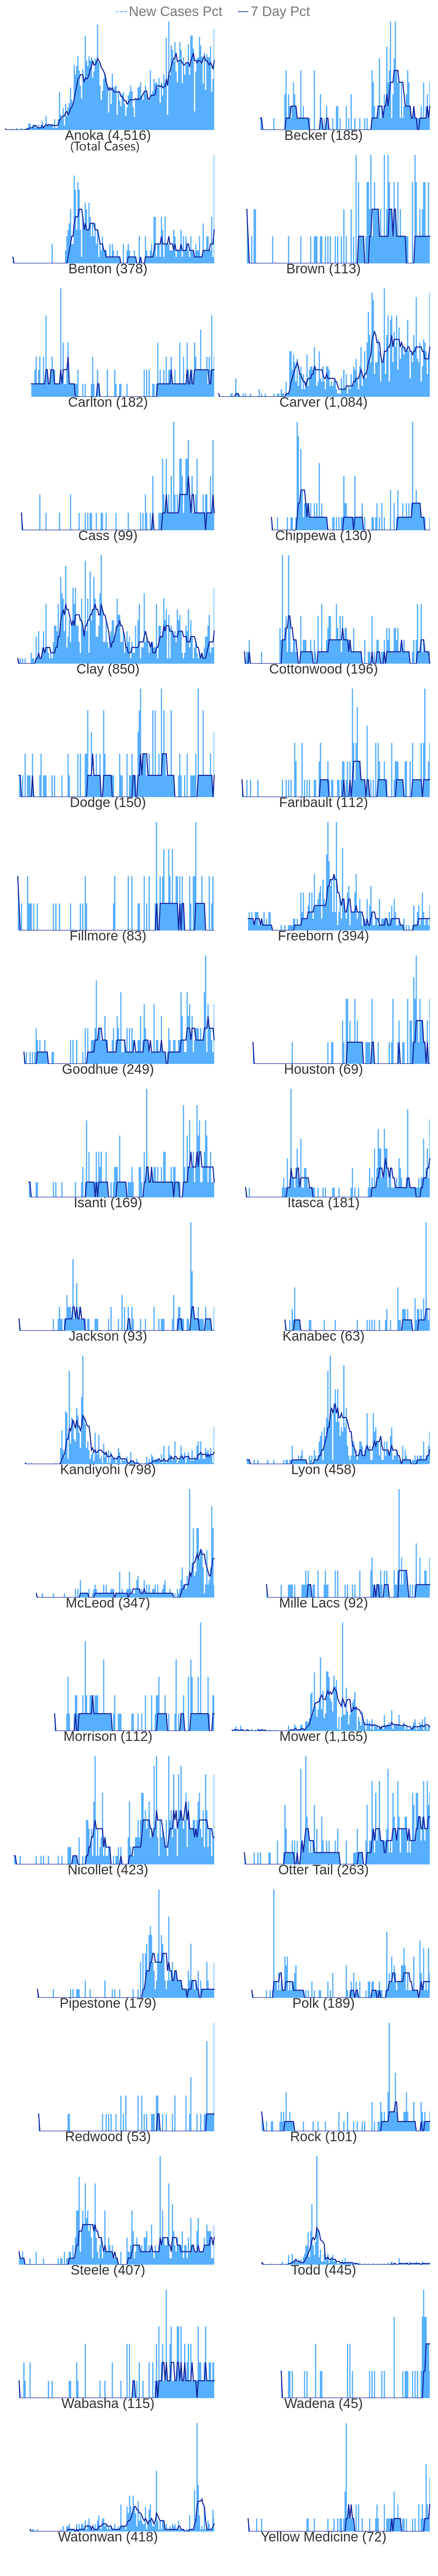 New Cases Pct 7 Day Pct
Anoka (4,516) Becker (185)
(Total Cases)
Benton (378) Brown (113)
Carlton (182) Carver (1,084)
Cass (99) Chippewa (130)
Clay (850) Cottonwood (196)
Dodge (150) Faribault (112)
Fillmore (83) Freeborn (394)
Goodhue (249) Houston (69)
Isanti (169) Itasca (181)
Jackson (93) Kanabec (63)
Kandiyohi (798) Lyon (458)
McLeod (347) Mille Lacs (92)
Morrison (112) Mower (1,165)
Nicollet (423) Otter Tail (263)
Pipestone (179) Polk (189)
Redwood (53) Rock (101)
Steele (407) Todd (445)
Wabasha (115) Wadena (45)
Watonwan (418) Yellow Medicine (72)